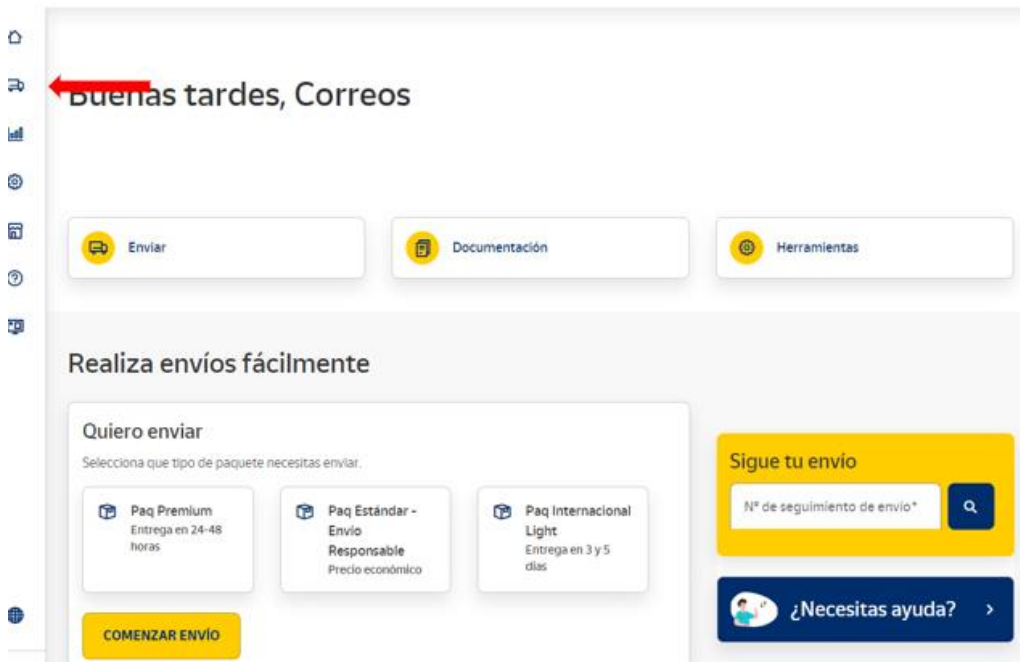 Buenas tardes, Correos
Enviar
Documentación
Herramientas
Realiza envíos fácilmente
Quiero enviar
Selecciona que tipo de paquete necesitas enviar.
Paq Premium
Entrega en 24-48
horas
Paq Estándar -
Envío
Responsable
Precio económico
Paq Internacional
Light
Entrega en 3 y 5
días
COMENZAR ENVÍO
Sigue tu envío
Nº de seguimiento de envío*
¿Necesitas ayuda?